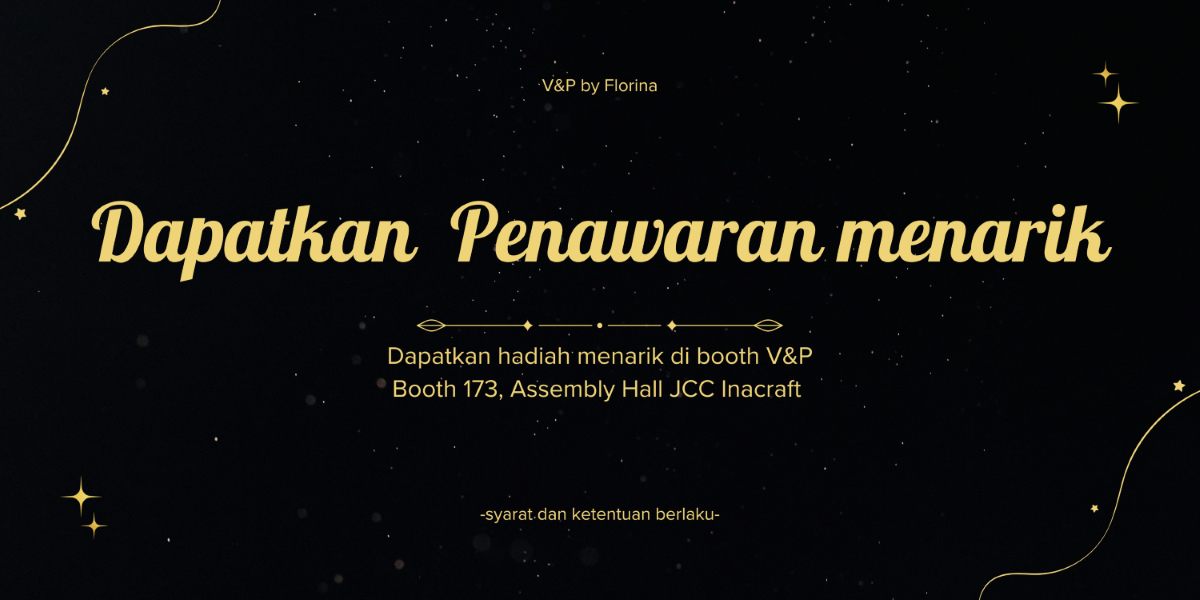 V&P by Florina
Dapatkan Penawaran menarik
Dapatkan hadiah menarik di booth V&P
Booth 173, Assembly Hall JCC Inacraft
-syarat dan ketentuan berlaku-